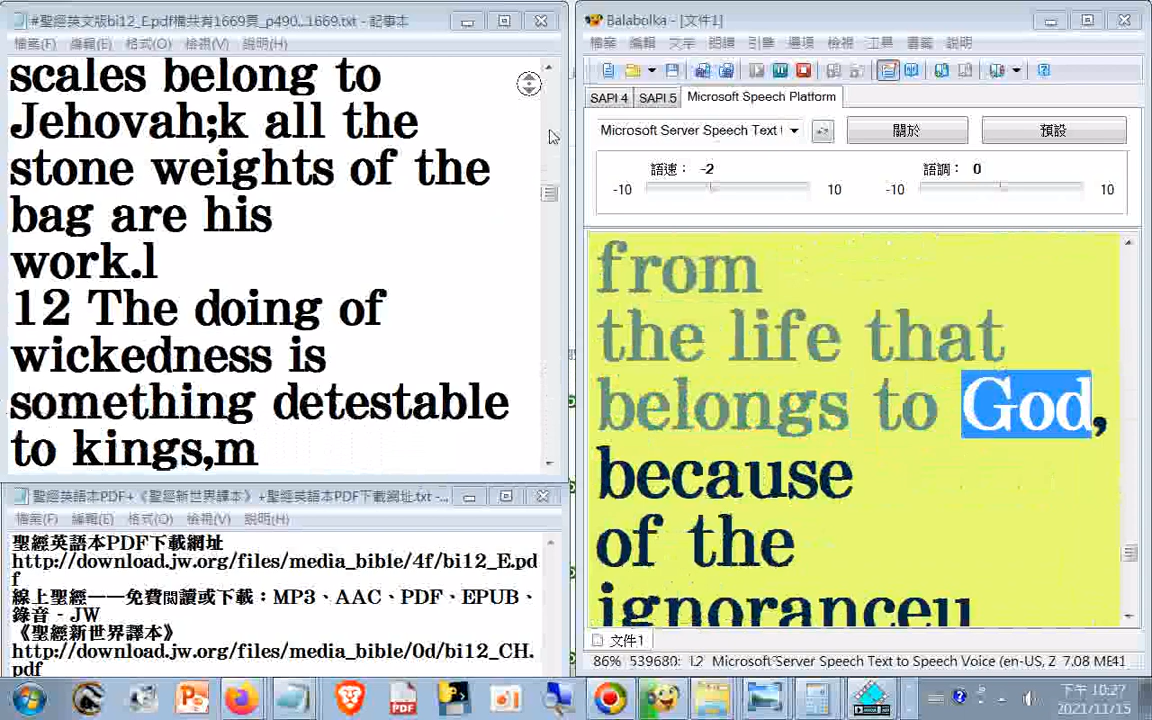 #聖經英文版bi12_E.pdf檔共有1669頁_p490...1669.txt - 記事本
檔案(F) 編輯(E) 格式(O) 檢視(V) 說明(H)
scales belong to
Jehovah;k all the
stone weights of the
bag are his
work.l
12 The doing of
wickedness is
something detestable
to kings,m
聖經英語本PDF+《聖經新世界譯本》+聖經英語本PDF下載網址.txt - ...
檔案(F) 編輯(E) 格式(O) 檢視(V) 說明(H)
聖經英語本PDF下載網址
http://download.jw.org/files/media_bible/4f/bi12_E.pd
f
線上聖經——免費閱讀或下載：MP3、AAC、PDF、EPUB、
錄音 - JW
《聖經新世界譯本》
http://download.jw.org/files/media_bible/0d/bi12_CH.
pdf
Balabolka - [文件1]
檔案 編輯 文字 朗讀 引擎 選項 檢視 工具 書籤 說明
SAPI 4 SAPI 5 Microsoft Speech Platform
Microsoft Server Speech Text 關於 預設
語速： -2 語調： 0
-10 10 -10 10
from
the life that
belongs to God,
because
of the
ignoranceu
文件1
86% 539680: L2 Microsoft Server Speech Text to Speech Voice (en-US, Z 7.08 ME41
下午 10:27
2021/11/15